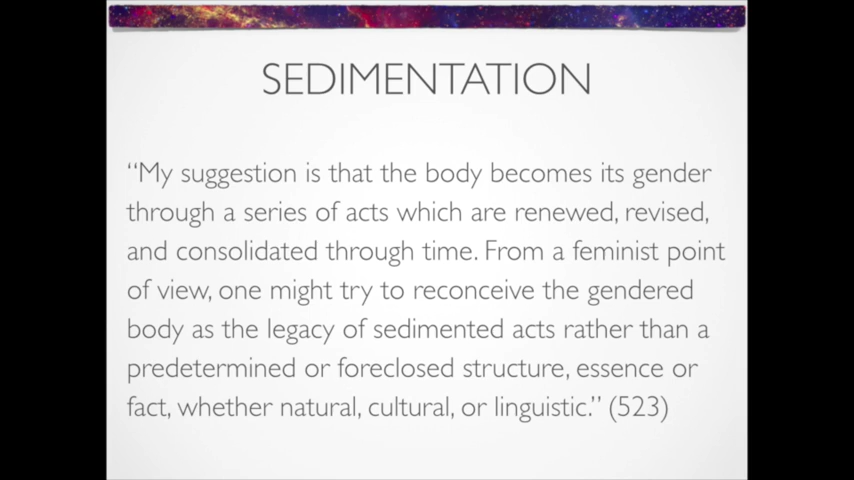 SEDIMENTATION
“My suggestion is that the body becomes its gender
through a series of acts which are renewed, revised,
and consolidated through time. From a feminist point
of view, one might try to reconceive the gendered
body as the legacy of sedimented acts rather than a
predetermined or foreclosed structure, essence or
fact, whether natural, cultural, or linguistic.” (523)